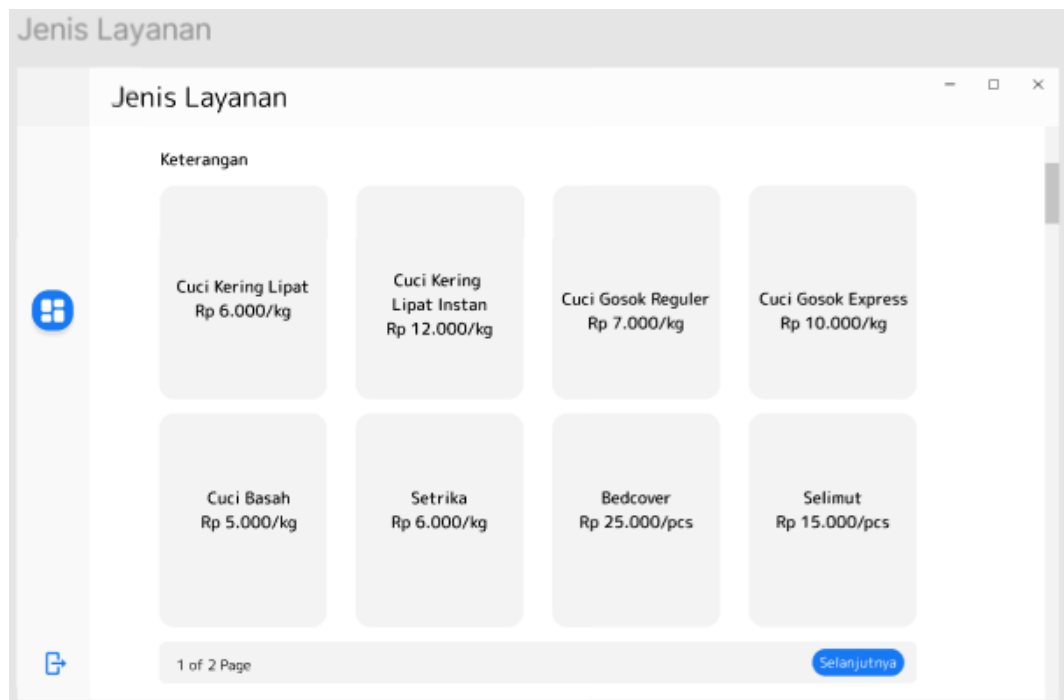 Jenis Layanan
Jenis Layanan
Keterangan
Cuci Kering Lipat
Rp 6.000/kg
Cuci Kering
Lipat Instan
Rp 12.000/kg
Cuci Gosok Reguler
Rp 7.000/kg
Cuci Gosok Express
Rp 10.000/kg
Cuci Basah
Rp 5.000/kg
Setrika
Rp 6.000/kg
Bedcover
Rp 25.000/pcs
Selimut
Rp 15.000/pcs
1 of 2 Page
Selanjutnya